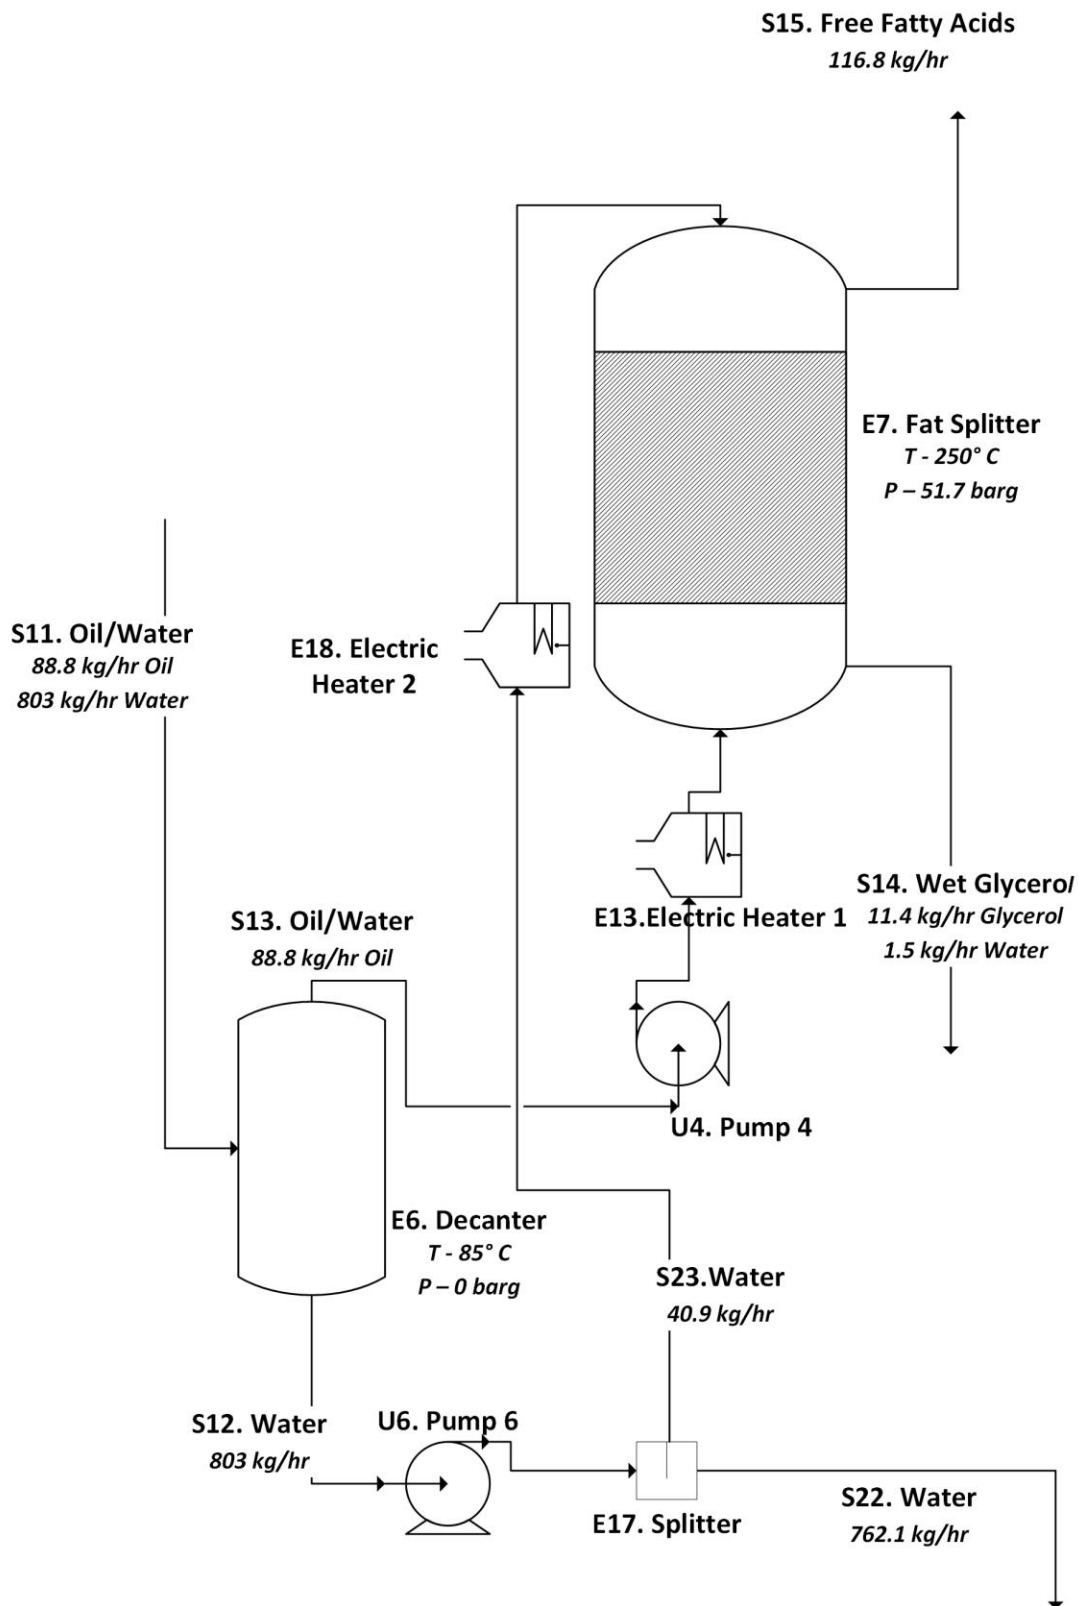 S15. Free Fatty Acids
116.8 kg/hr
E7. Fat Splitter
T - 250° C
P – 51.7 barg
S11. Oil/Water
88.8 kg/hr Oil
803 kg/hr Water
E18. Electric
Heater 2
S14. Wet Glycerol
11.4 kg/hr Glycerol
1.5 kg/hr Water
E13.Electric Heater 1
S13. Oil/Water
88.8 kg/hr Oil
U4. Pump 4
E6. Decanter
T - 85° C
P – 0 barg
S23.Water
40.9 kg/hr
S12. Water
803 kg/hr
U6. Pump 6
E17. Splitter
S22. Water
762.1 kg/hr